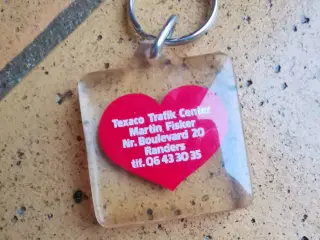 Texaco Trafik Center
Martin Fisker
Nr. Boulevard 20
Randers
tlf. 06 43 30 35